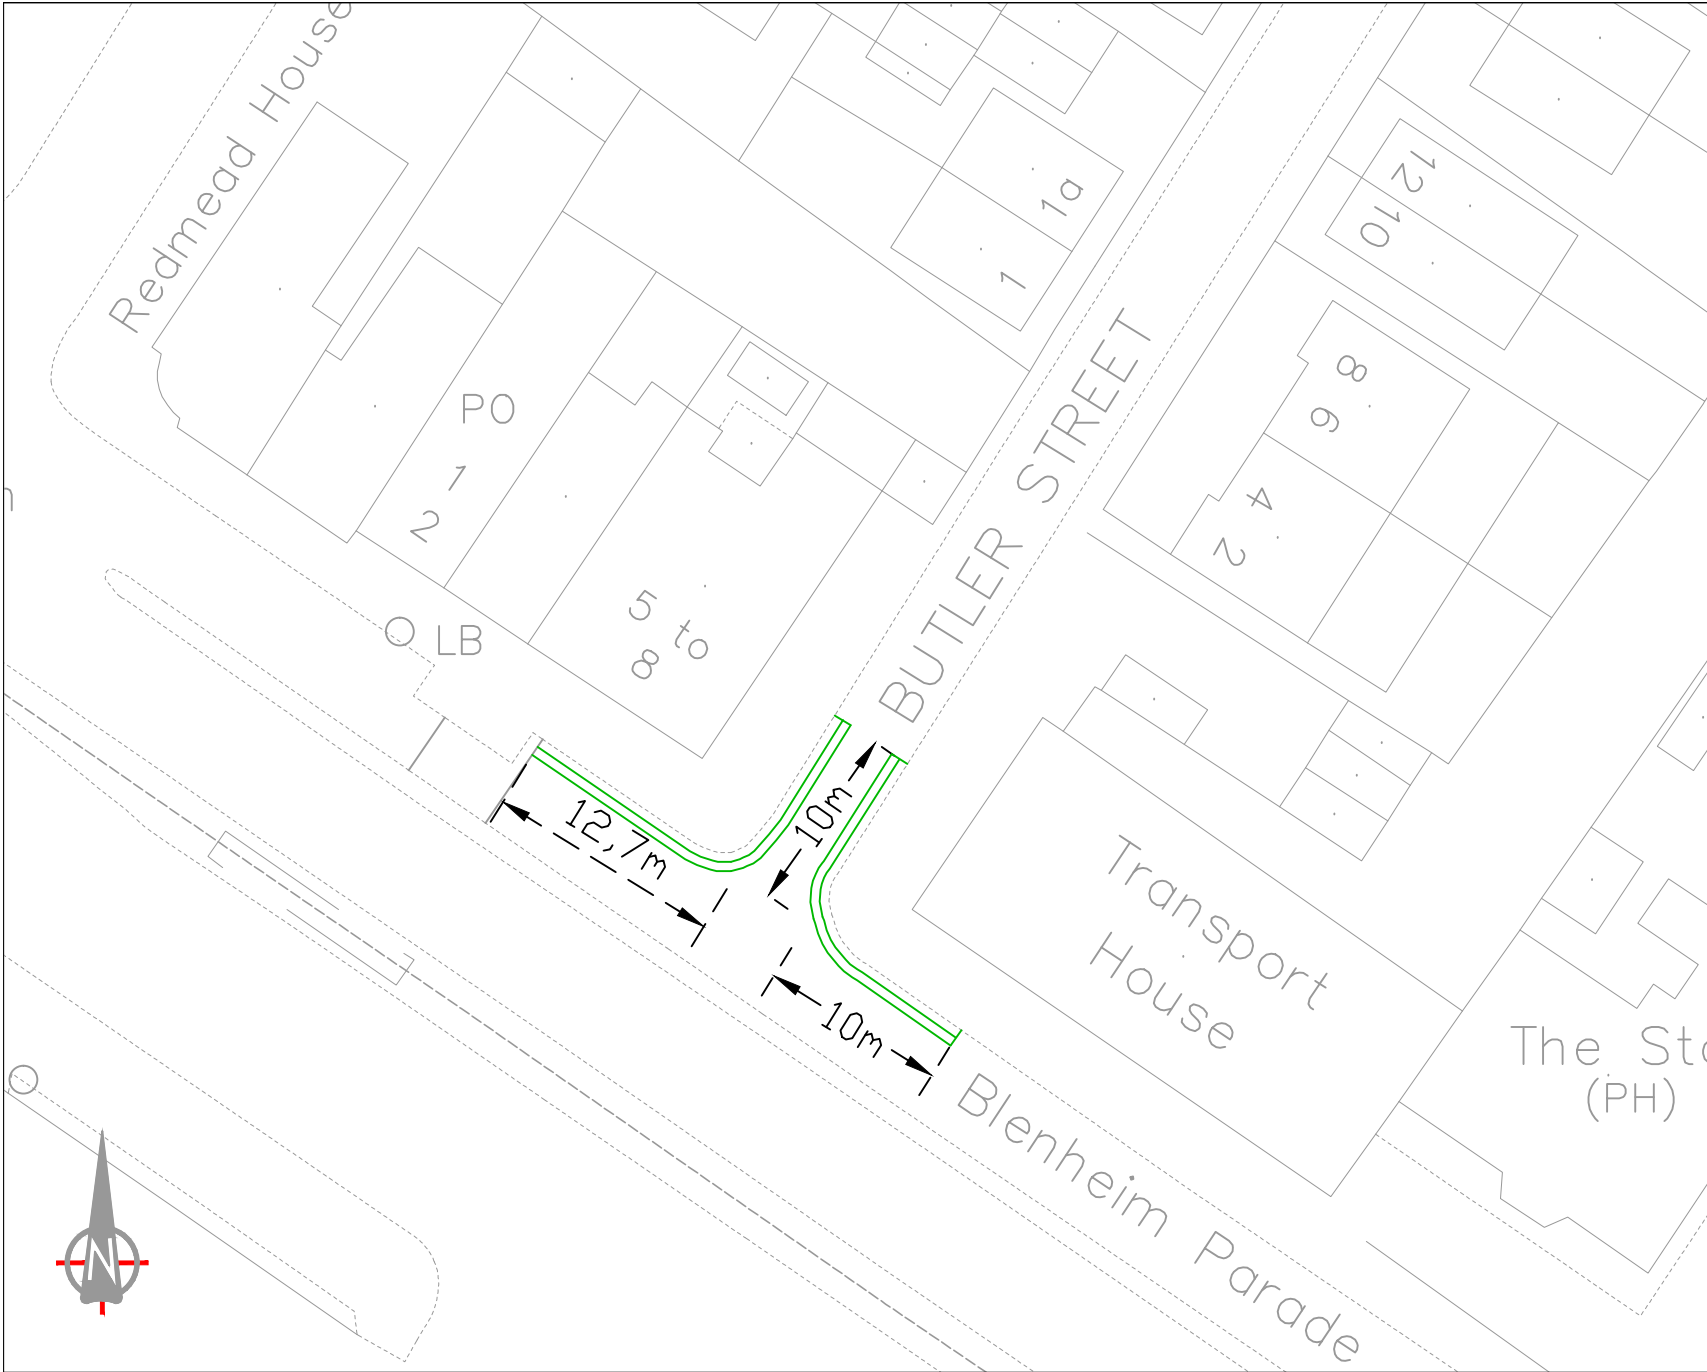 Redmead House
1a
1
12
10
8
6
4
2
PO
1
2
BUTLER STREET
5 to
8
LB
12,7m
10m
10m
Transport
House
The
(PH)
Blenheim Parade
N